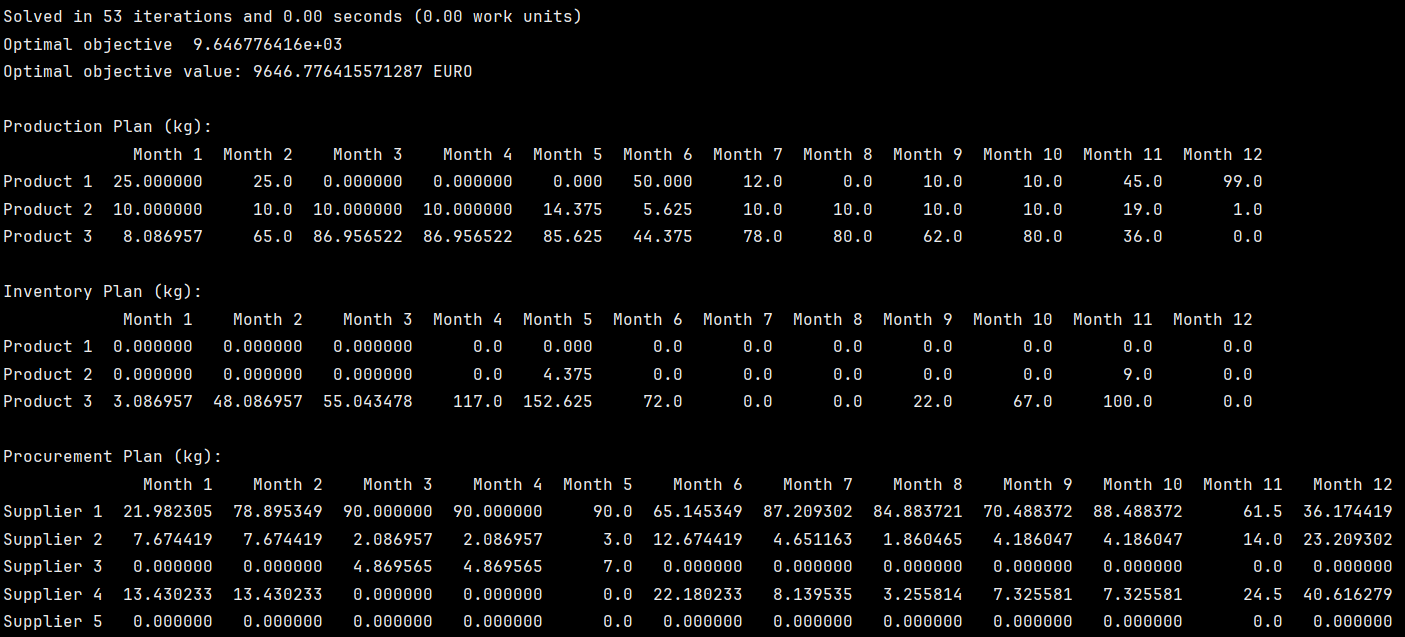 Solved in 53 iterations and 0.00 seconds (0.00 work units)
Optimal objective  9.646776416e+03
Optimal objective value: 9646.776415571287 EURO

Production Plan (kg):
             Month 1  Month 2    Month 3    Month 4  Month 5  Month 6  Month 7  Month 8  Month 9  Month 10  Month 11  Month 12
Product 1  25.000000     25.0   0.000000   0.000000    0.000   50.000     12.0      0.0     10.0      10.0      45.0      99.0
Product 2  10.000000     10.0  10.000000  10.000000   14.375    5.625     10.0     10.0     10.0      10.0      19.0       1.0
Product 3   8.086957     65.0  86.956522  86.956522   85.625   44.375     78.0     80.0     62.0      80.0      36.0       0.0

Inventory Plan (kg):
            Month 1    Month 2    Month 3  Month 4  Month 5  Month 6  Month 7  Month 8  Month 9  Month 10  Month 11  Month 12
Product 1  0.000000   0.000000   0.000000      0.0    0.000      0.0      0.0      0.0      0.0       0.0       0.0       0.0
Product 2  0.000000   0.000000   0.000000      0.0    4.375      0.0      0.0      0.0      0.0       0.0       9.0       0.0
Product 3  3.086957  48.086957  55.043478    117.0  152.625     72.0      0.0      0.0     22.0      67.0     100.0       0.0

Procurement Plan (kg):
              Month 1    Month 2    Month 3    Month 4  Month 5    Month 6    Month 7    Month 8    Month 9   Month 10  Month 11   Month 12
Supplier 1  21.982305  78.895349  90.000000  90.000000     90.0  65.145349  87.209302  84.883721  70.488372  88.488372      61.5  36.174419
Supplier 2   7.674419   7.674419   2.086957   2.086957      3.0  12.674419   4.651163   1.860465   4.186047   4.186047      14.0  23.209302
Supplier 3   0.000000   0.000000   4.869565   4.869565      7.0   0.000000   0.000000   0.000000   0.000000   0.000000       0.0   0.000000
Supplier 4  13.430233  13.430233   0.000000   0.000000      0.0  22.180233   8.139535   3.255814   7.325581   7.325581      24.5  40.616279
Supplier 5   0.000000   0.000000   0.000000   0.000000      0.0   0.000000   0.000000   0.000000   0.000000   0.000000       0.0   0.000000